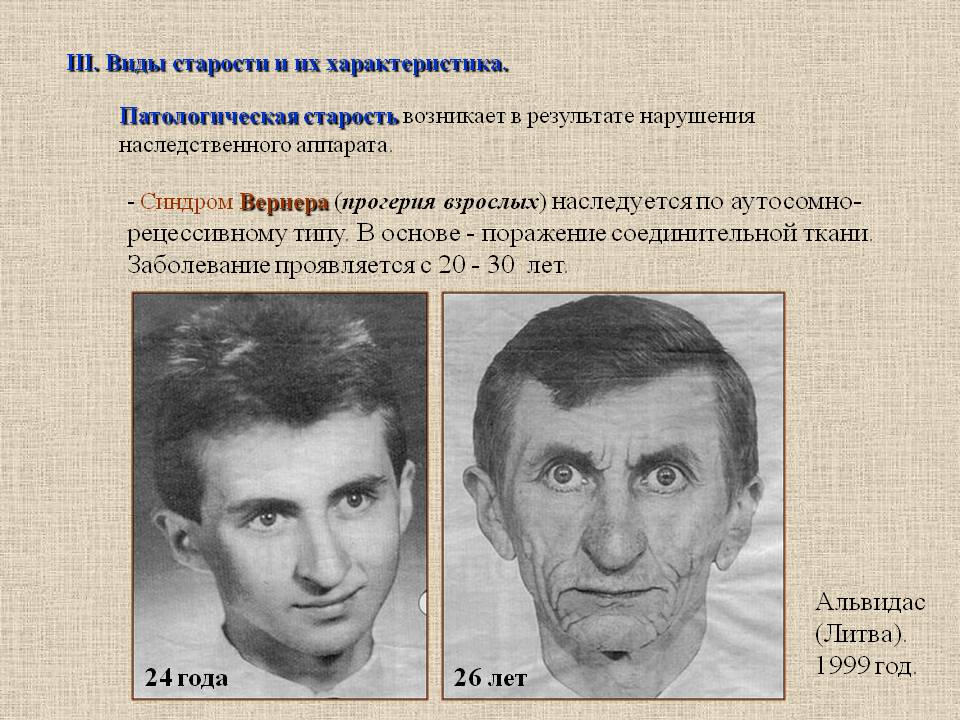 III. Виды старости и их характеристика.
Патологическая старость возникает в результате нарушения
наследственного аппарата.
- Синдром Вернера (прогерия взрослых) наследуется по аутосомно-
рецессивному типу. В основе - поражение соединительной ткани.
Заболевание проявляется с 20 - 30 лет.
24 года
26 лет
Альвидас
(Литва).
1999 год.